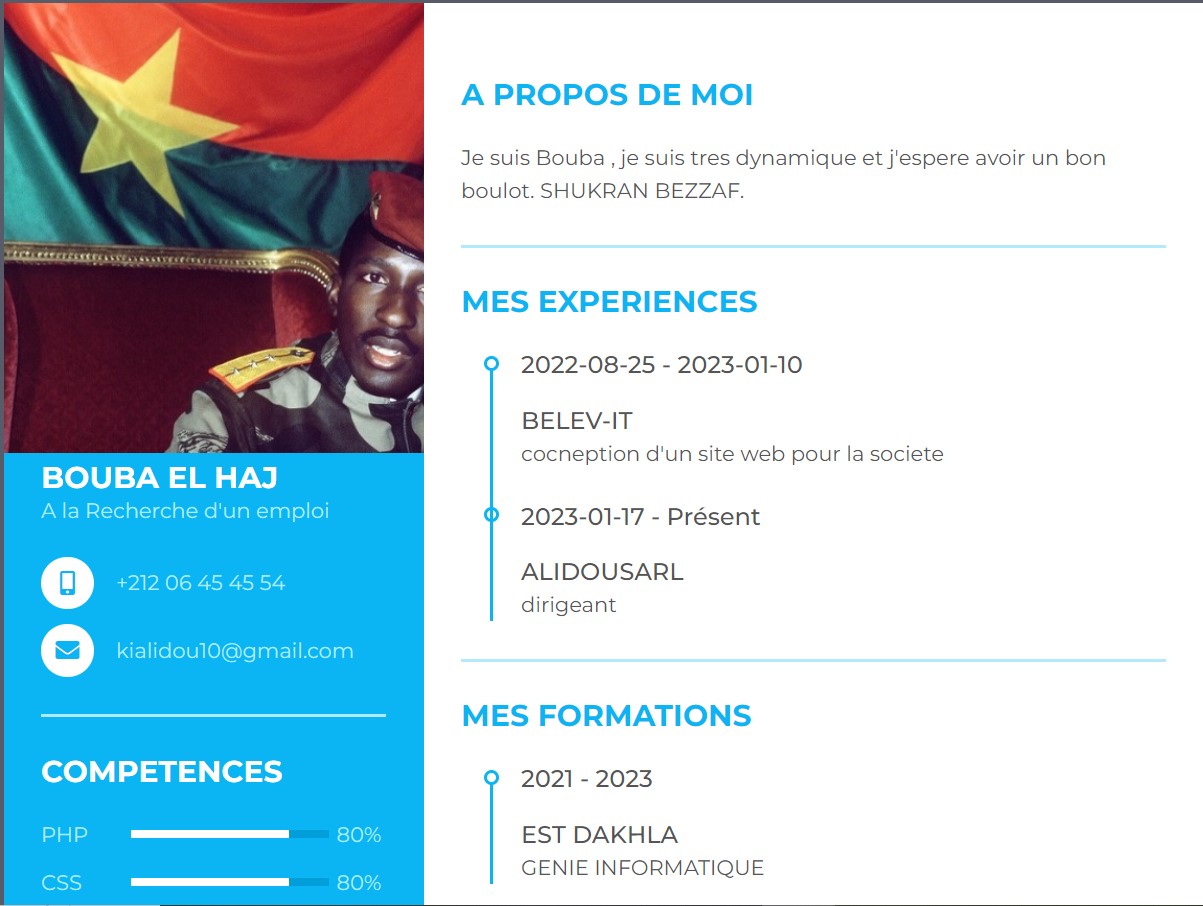 BOUBA EL HAJ
A la Recherche d'un emploi
+212 06 45 45 54
kialidou10@gmail.com
COMPETENCES
PHP 80%
CSS 80%
A PROPOS DE MOI
Je suis Bouba , je suis tres dynamique et j'espere avoir un bon
boulot. SHUKRAN BEZZAF.
MES EXPERIENCES
2022-08-25 - 2023-01-10
BELEV-IT
cocneption d'un site web pour la societe
2023-01-17 - Présent
ALIDOUSARL
dirigeant
MES FORMATIONS
2021 - 2023
EST DAKHLA
GENIE INFORMATIQUE